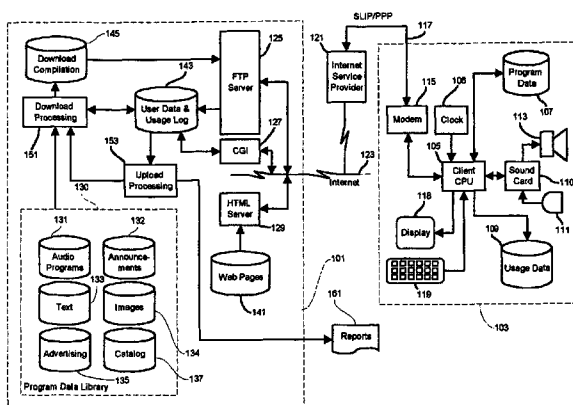 SLIP/PPP
117
145
125
121
Download
Compilation
143
FTP
Server
Internet
Service
Provider
115
106
Program
Data
107
Download
Processing
151
User Data &
Usage Log
127
Modem
Clock
113
105
153
CGI
123
Client
CPU
Sound
Card
110
130
Upload
Processing
Internet
118
111
131
132
HTML
Server
129
Display
109
Audio
Programs
Announce-
ments
133
101
119
Usage Data
Text
Images
Web Pages
161
134
141
Reports
103
Advertising
Catalog
135
137
Program Data Library